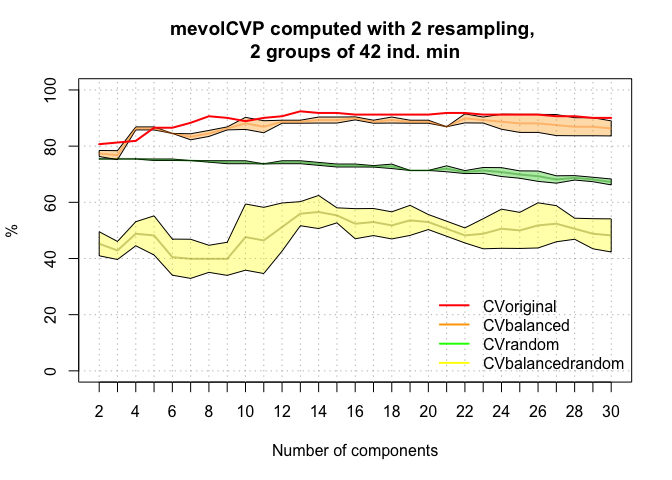 mevolCVP computed with 2 resampling,
2 groups of 42 ind. min
100
80
60
40
20
0
%
2 4 6 8 10 12 14 16 18 20 22 24 26 28 30
Number of components
CVoriginal
CVbalanced
CVrandom
CVbalancedrandom